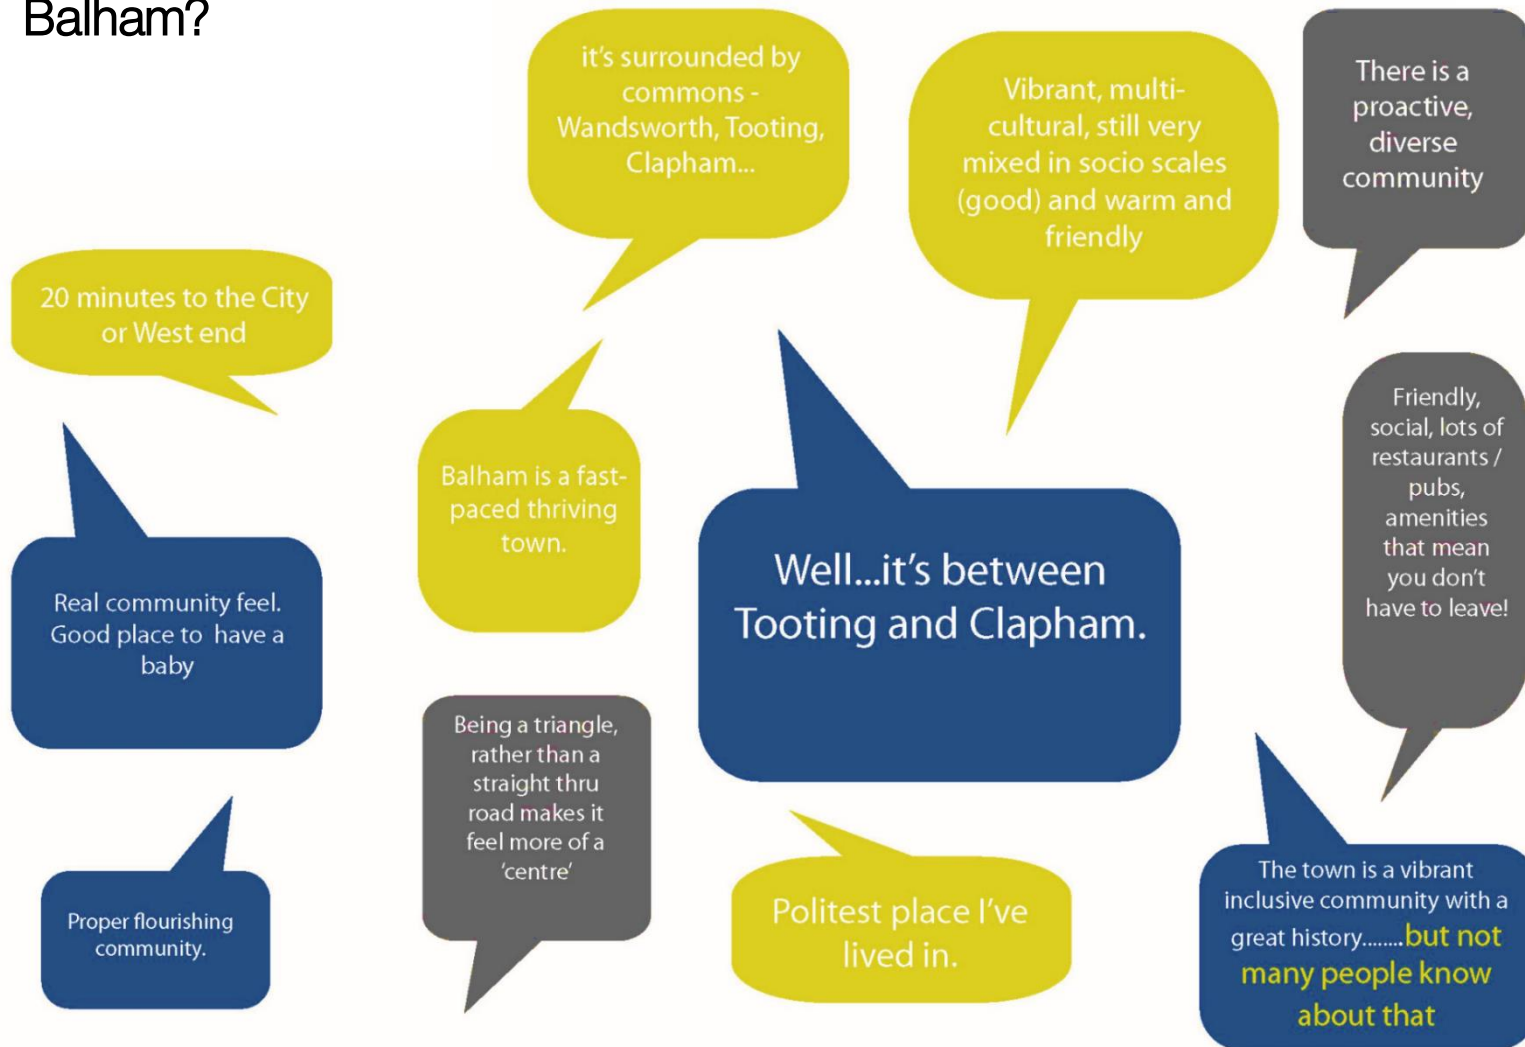 Balham?
it's surrounded by
commons -
Wandsworth, Tooting,
Clapham...
Vibrant, multi-
cultural, still very
mixed in socio scales
(good) and warm and
friendly
There is a
proactive,
diverse
community
20 minutes to the City
or West end
Balham is a fast-
paced thriving
town.
Well...it's between
Tooting and Clapham.
Friendly,
social, lots of
restaurants /
pubs,
amenities
that mean
you don't
have to leave!
Real community feel.
Good place to  have a
baby
Being a triangle,
rather than a
straight thru
road makes it
feel more of a
‘centre’
Proper flourishing
community.
Politest place I've
lived in.
The town is a vibrant
inclusive community with a
great history........but not
many people know
about that